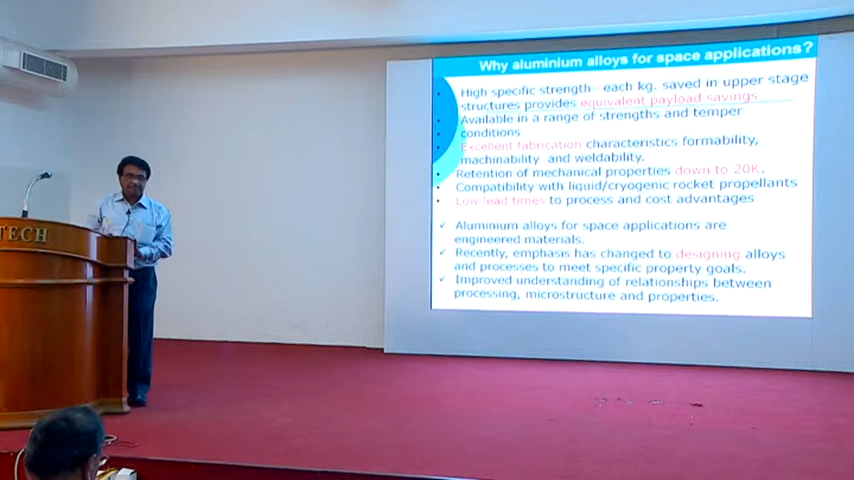 Why aluminium alloys for space applications?
High specific strength- each kg. saved in upper stage
structures provides equivalent payload savings
Available in a range of strengths and temper
conditions
Excellent fabrication characteristics formability,
machinability and weldability.
Retention of mechanical properties down to 20K.
Compatibility with liquid/cryogenic rocket propellants
Low lead times to process and cost advantages
✓ Aluminium alloys for space applications are
engineered materials.
✓ Recently, emphasis has changed to designing alloys
and processes to meet specific property goals.
✓ Improved understanding of relationships between
processing, microstructure and properties.
TECH